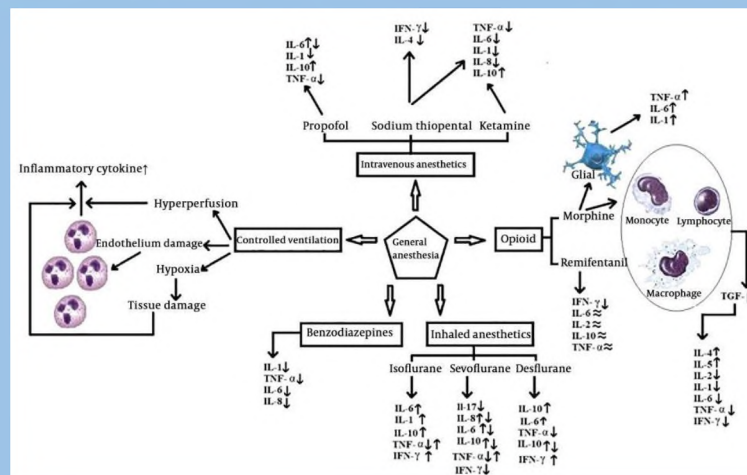 IL-6↑↓
IL-1↓
IL-10↑
TNF-α↓
IFN-γ↓
IL-4 ↓
TNF-α↓
IL-6↓
IL-1↓
IL-8↓
IL-10↑
Propofol
Sodium thiopental
Ketamine
Intravenous anesthetics
TNF-α↑
IL-6↑
IL-1↑
Glial
Morphine
Monocyte
Lymphocyte
Macrophage
Inflammatory cytokine↑
Hyperperfusion
Endothelium damage
Hypoxia
Tissue damage
Controlled ventilation
General
anesthesia
Opioid
Remifentanil
IFN-γ↓
IL-6≈
IL-2≈
IL-10≈
TNF-α≈
IL-4↑
IL-5↑
IL-2↓
IL-1↓
IL-6↓
TNF-α↓
IFN-γ↓
Benzodiazepines
IL-1↓
TNF-α↓
IL-6↓
IL-8↓
Inhaled anesthetics
Isoflurane
Sevoflurane
Desflurane
IL-6↑
IL-1 ↑
IL-10↑
TNF-α↓↑
IFN-γ ↑
Il-17↓
IL-8↑↓
IL-6 ↑↓
IL-10↑↓
TNF-α↓↑
IFN-γ↓
IL-10↑
IL-6↑
TNF-α↓
IL-10↑↓
IFN-γ ↑